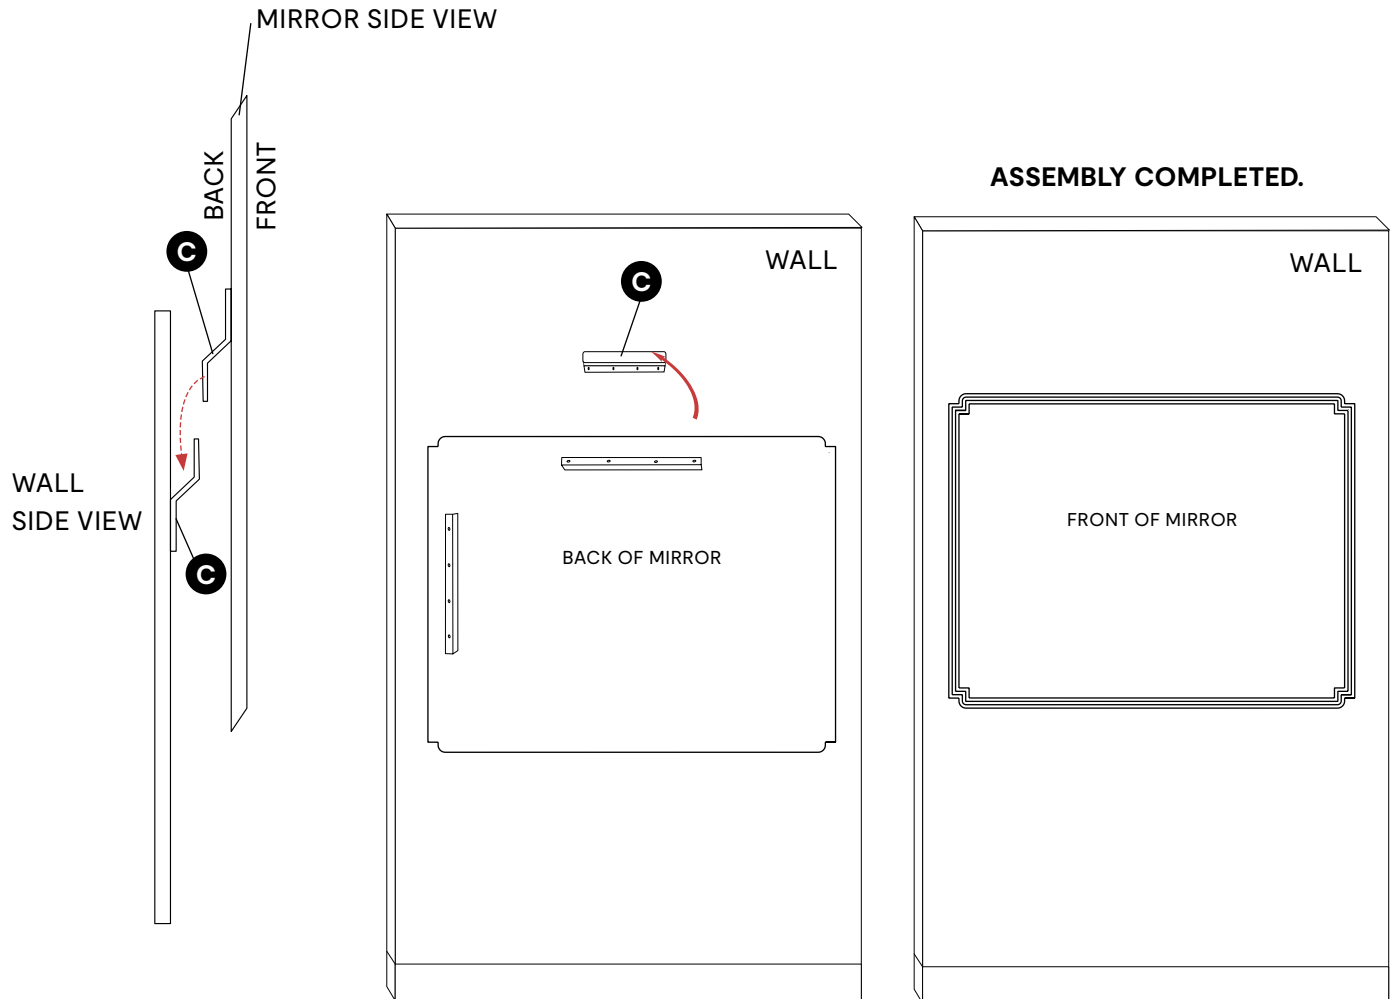 MIRROR SIDE VIEW
BACK
FRONT
C
WALL
SIDE VIEW
C
WALL
C
BACK OF MIRROR
ASSEMBLY COMPLETED.
WALL
FRONT OF MIRROR